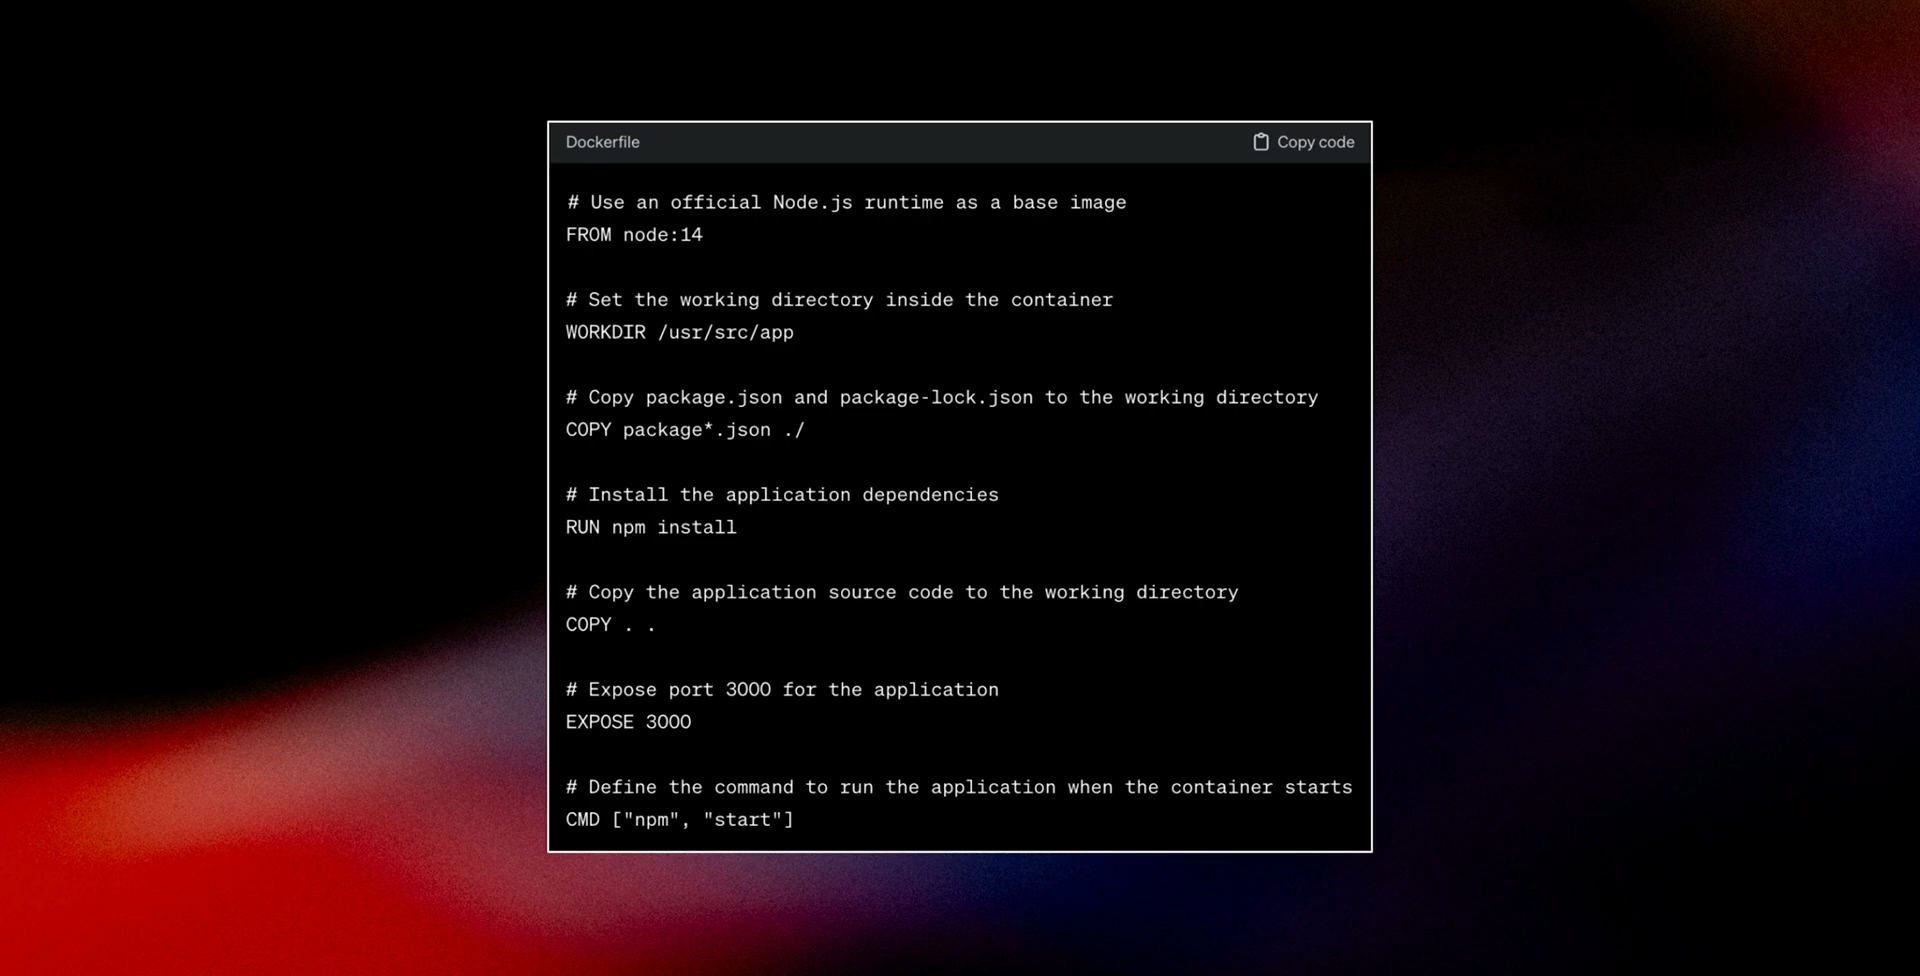 Dockerfile
Copy code
# Use an official Node.js runtime as a base image
FROM node:14
# Set the working directory inside the container
WORKDIR /usr/src/app
# Copy package.json and package-lock.json to the working directory
COPY package*.json ./
# Install the application dependencies
RUN npm install
# Copy the application source code to the working directory
COPY . .
# Expose port 3000 for the application
EXPOSE 3000
# Define the command to run the application when the container starts
CMD ["npm", "start"]